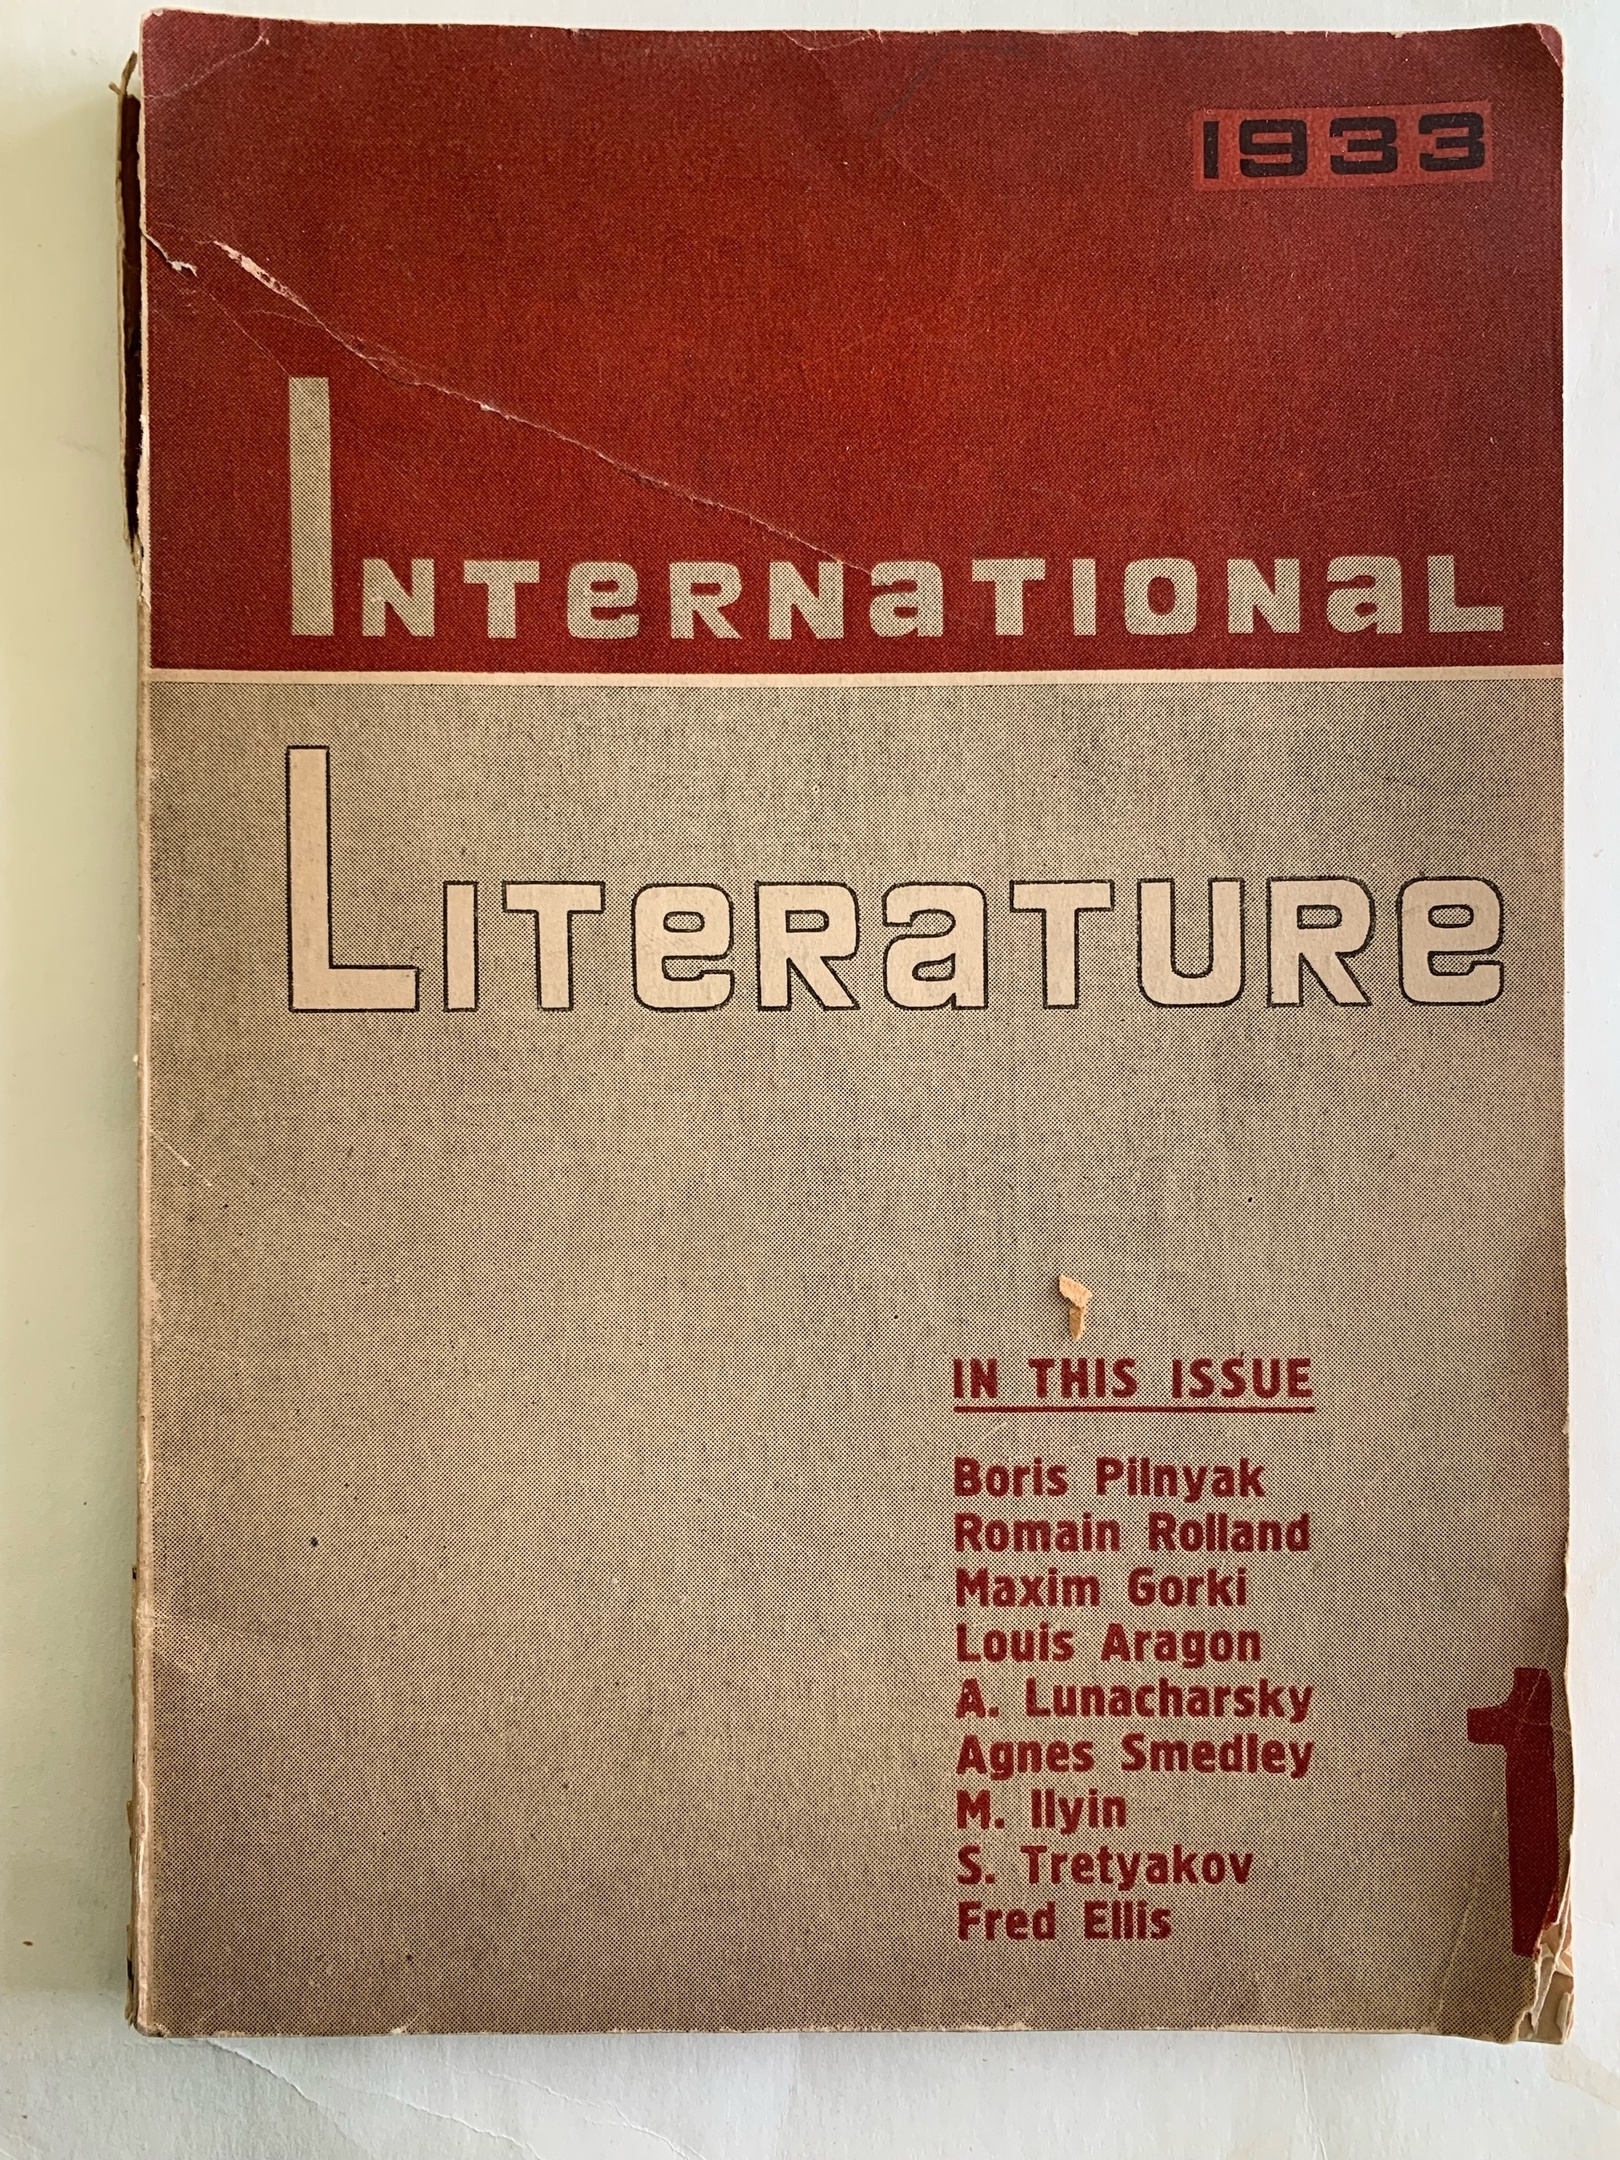 1933
International
Literature
IN THIS ISSUE
Boris Pilnyak
Romain Rolland
Maxim Gorki
Louis Aragon
A. Lunacharsky
Agnes Smedley
M. Ilyin
S. Tretyakov
Fred Ellis
1